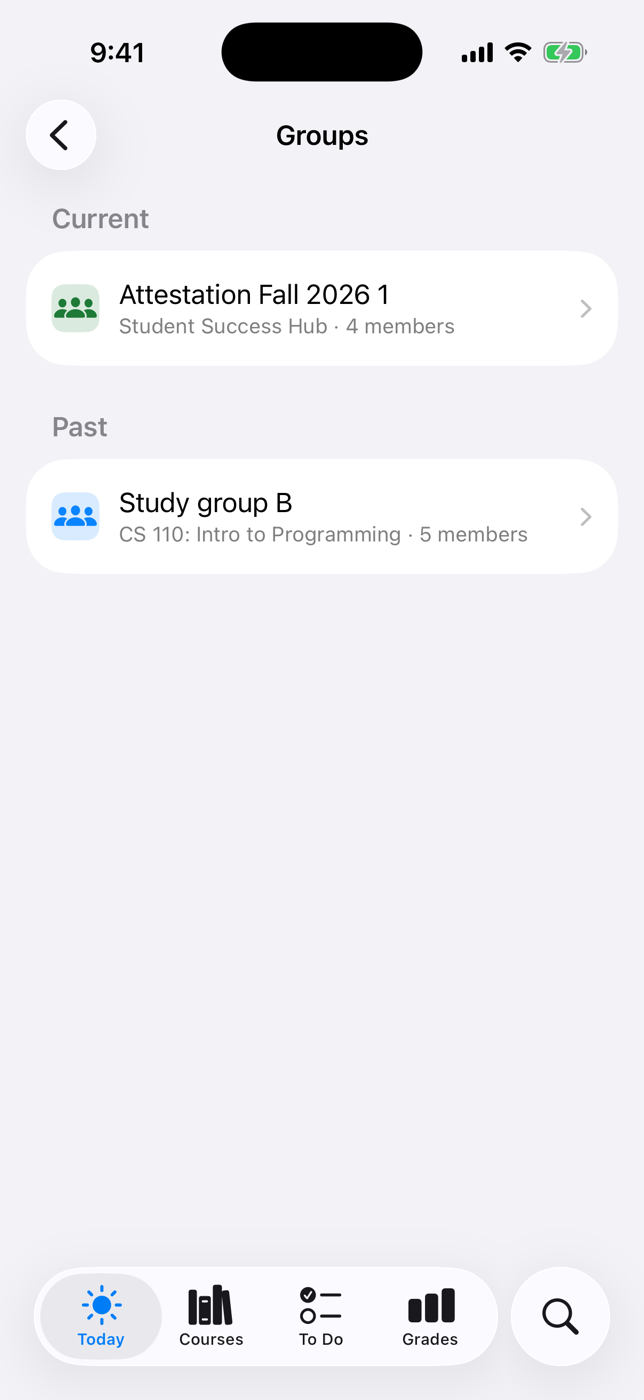 9:41
Groups
Current
Attestation Fall 2026 1
Student Success Hub · 4 members
Past
Study group B
CS 110: Intro to Programming · 5 members
Today
Courses
To Do
Grades